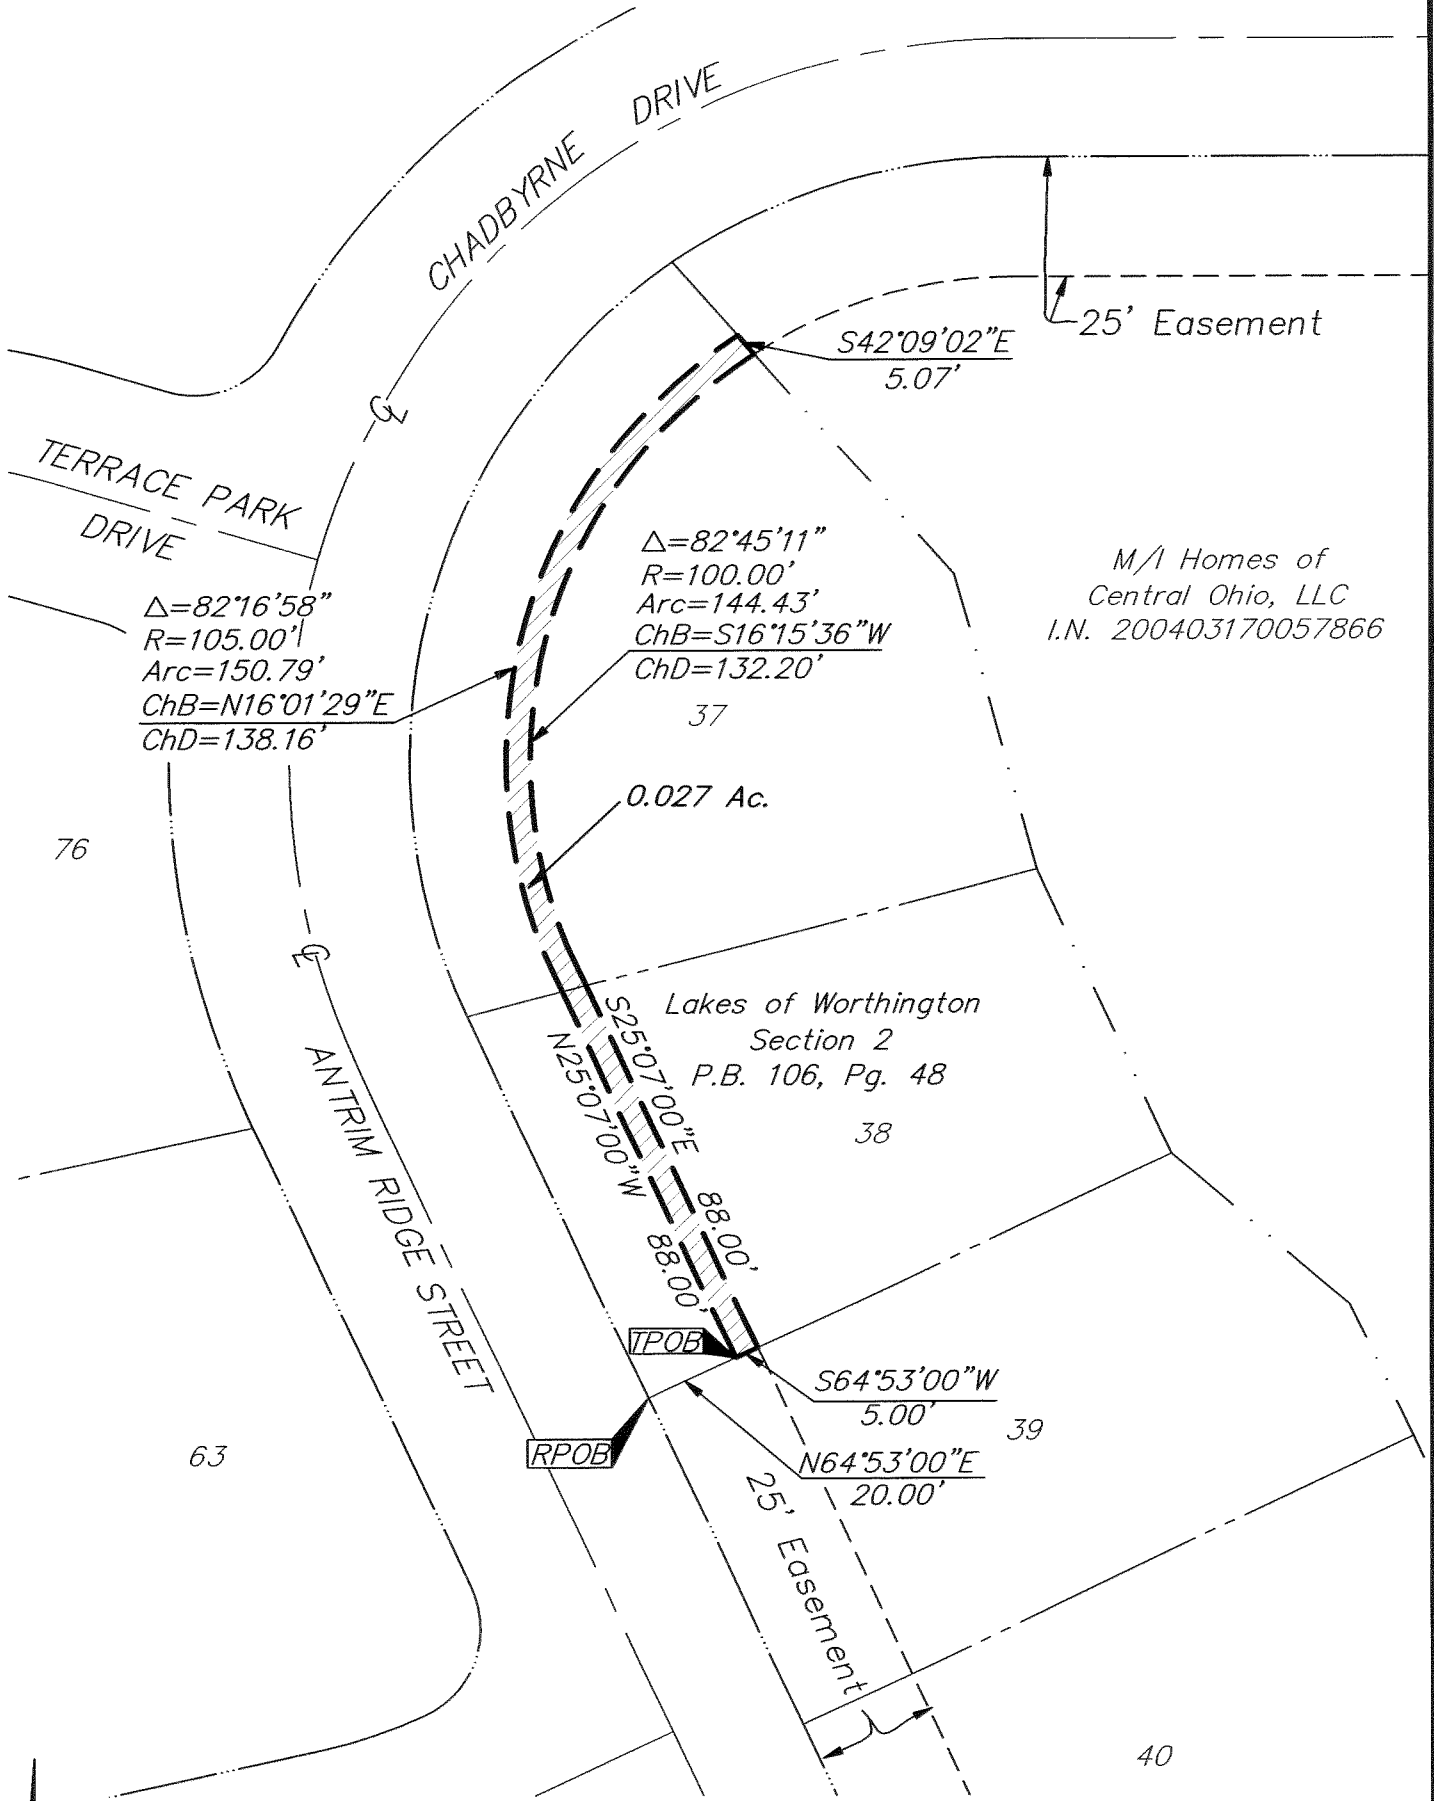 CHADBYRNE DRIVE
25' Easement
S42°09'02"E
5.07'
TERRACE PARK
DRIVE
Δ=82°45'11"
R=100.00'
Arc=144.43'
ChB=S16°15'36"W
ChD=132.20'
M/I Homes of
Central Ohio, LLC
I.N. 200403170057866
Δ=82°16'58"
R=105.00'
Arc=150.79'
ChB=N16°01'29"E
ChD=138.16'
37
0.027 Ac.
76
℄
℄
Lakes of Worthington
Section 2
P.B. 106, Pg. 48
38
S25°07'00"E 88.00'
N25°07'00"W 88.00'
ANTRIM RIDGE STREET
TPOB
S64°53'00"W
5.00'
39
RPOB
N64°53'00"E
20.00'
63
25' Easement
40